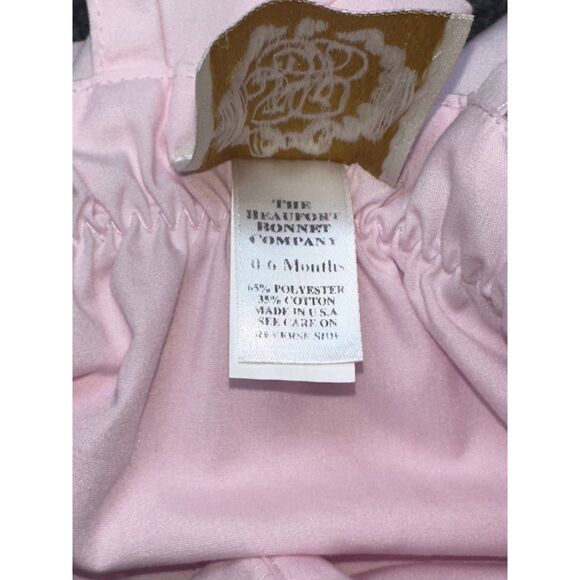 THE
BEAUFORT
BONNET
COMPANY
0-6 Months
65% POLYESTER
35% COTTON
MADE IN U.S.A
SEE CARE ON
REVERSE SIDE